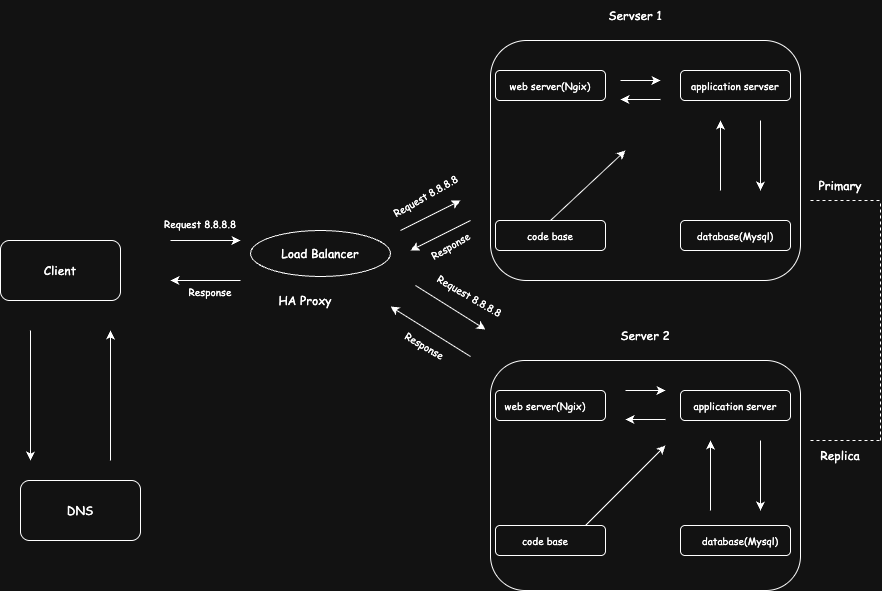 Servser 1
web server(Ngix)
application servser
Request 8.8.8.8
Primary
Request 8.8.8.8
code base
database(Mysql)
Response
Load Balancer
Client
Response
HA Proxy
Request 8.8.8.8
Response
Server 2
web server(Ngix)
application server
Replica
DNS
code base
database(Mysql)